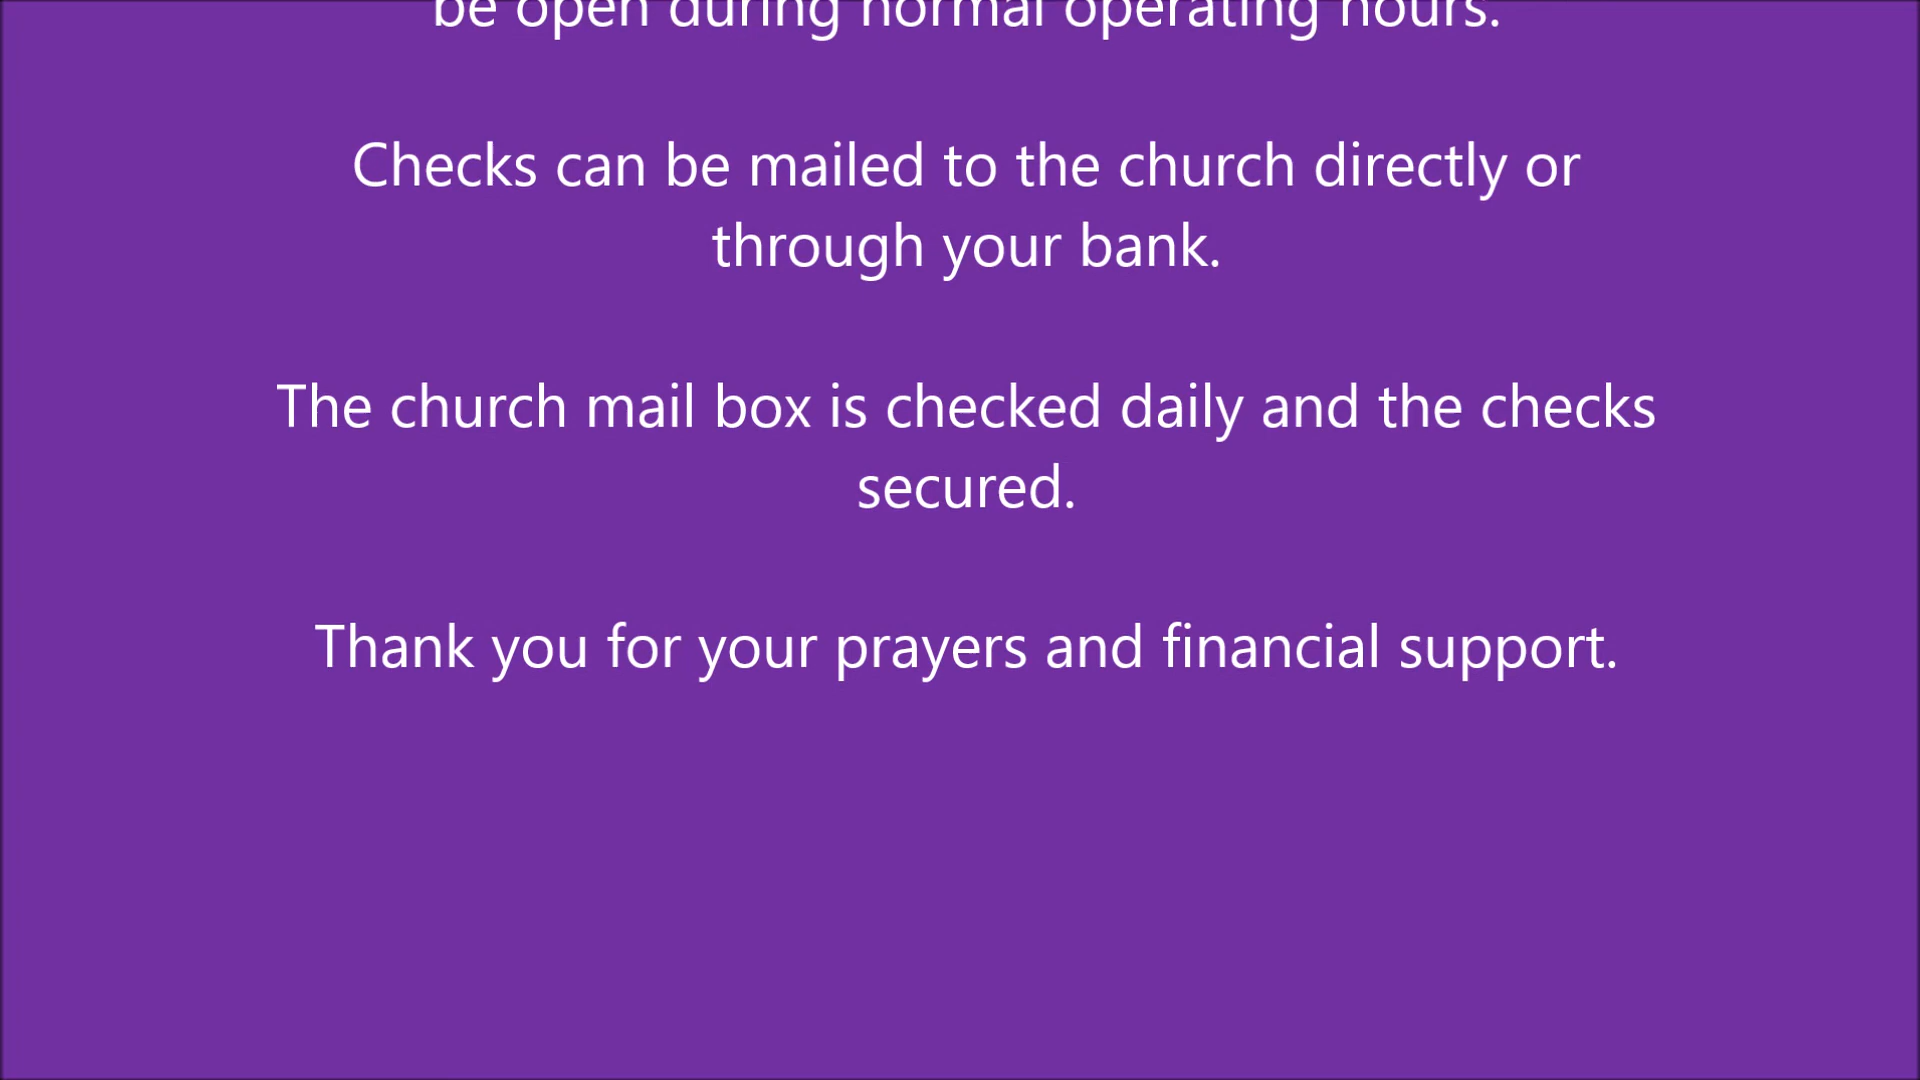 be open during normal operating hours.
Checks can be mailed to the church directly or
through your bank.
The church mail box is checked daily and the checks
secured.
Thank you for your prayers and financial support.